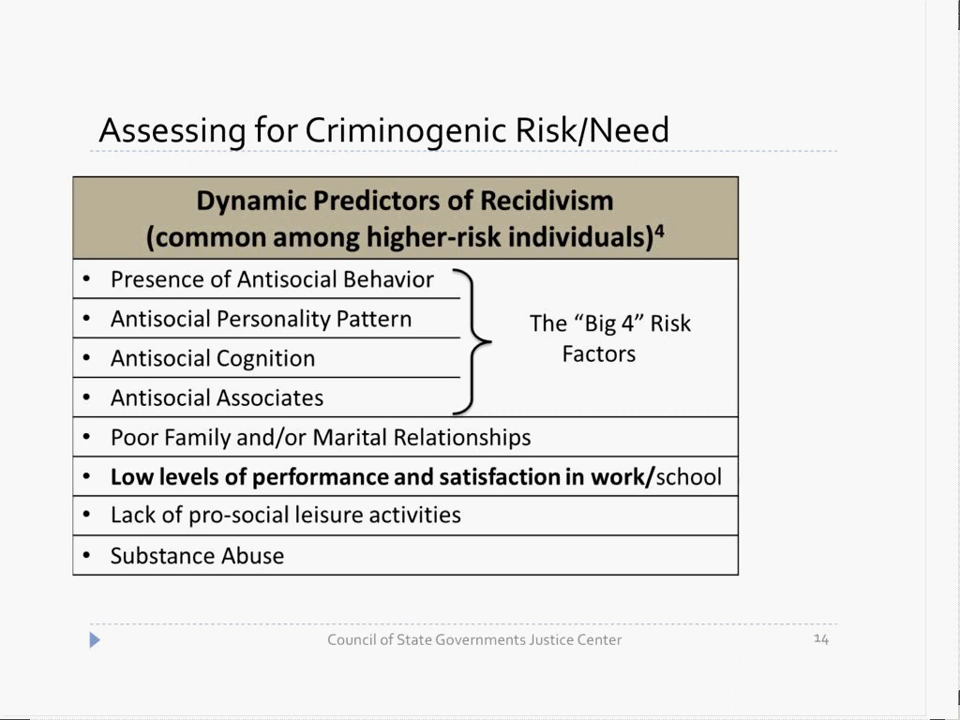 Assessing for Criminogenic Risk/Need
Dynamic Predictors of Recidivism
(common among higher-risk individuals)⁴
• Presence of Antisocial Behavior
• Antisocial Personality Pattern
• Antisocial Cognition
• Antisocial Associates
The “Big 4” Risk
Factors
• Poor Family and/or Marital Relationships
• Low levels of performance and satisfaction in work/school
• Lack of pro-social leisure activities
• Substance Abuse
Council of State Governments Justice Center
14